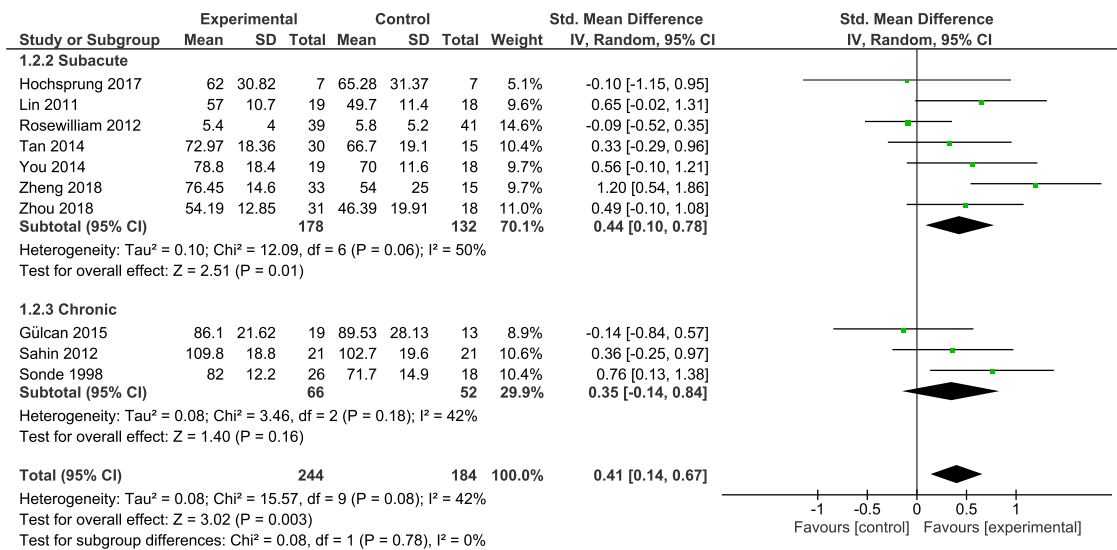 Experimental Control Std. Mean Difference Std. Mean Difference
Study or Subgroup Mean SD Total Mean SD Total Weight IV, Random, 95% CI IV, Random, 95% CI
1.2.2 Subacute
Hochsprung 2017 62 30.82 7 65.28 31.37 7 5.1% -0.10 [-1.15, 0.95]
Lin 2011 57 10.7 19 49.7 11.4 18 9.6% 0.65 [-0.02, 1.31]
Rosewilliam 2012 5.4 4 39 5.8 5.2 41 14.6% -0.09 [-0.52, 0.35]
Tan 2014 72.97 18.36 30 66.7 19.1 15 10.4% 0.33 [-0.29, 0.96]
You 2014 78.8 18.4 19 70 11.6 18 9.7% 0.56 [-0.10, 1.21]
Zheng 2018 76.45 14.6 33 54 25 15 9.7% 1.20 [0.54, 1.86]
Zhou 2018 54.19 12.85 31 46.39 19.91 18 11.0% 0.49 [-0.10, 1.08]
Subtotal (95% CI) 178 132 70.1% 0.44 [0.10, 0.78]
Heterogeneity: Tau² = 0.10; Chi² = 12.09, df = 6 (P = 0.06); I² = 50%
Test for overall effect: Z = 2.51 (P = 0.01)
1.2.3 Chronic
Gülcan 2015 86.1 21.62 19 89.53 28.13 13 8.9% -0.14 [-0.84, 0.57]
Sahin 2012 109.8 18.8 21 102.7 19.6 21 10.6% 0.36 [-0.25, 0.97]
Sonde 1998 82 12.2 26 71.7 14.9 18 10.4% 0.76 [0.13, 1.38]
Subtotal (95% CI) 66 52 29.9% 0.35 [-0.14, 0.84]
Heterogeneity: Tau² = 0.08; Chi² = 3.46, df = 2 (P = 0.18); I² = 42%
Test for overall effect: Z = 1.40 (P = 0.16)
Total (95% CI) 244 184 100.0% 0.41 [0.14, 0.67]
Heterogeneity: Tau² = 0.08; Chi² = 15.57, df = 9 (P = 0.08); I² = 42%
Test for overall effect: Z = 3.02 (P = 0.003)
Test for subgroup differences: Chi² = 0.08, df = 1 (P = 0.78), I² = 0%
-1 -0.5 0 0.5 1
Favours [control] Favours [experimental]